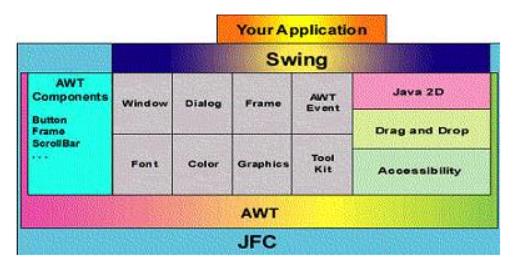 Your Application
Swing
AWT
Components
Button
Frame
ScrollBar
...
Window
Dialog
Frame
AWT
Event
Font
Color
Graphics
Tool
Kit
Java 2D
Drag and Drop
Accessibility
AWT
JFC